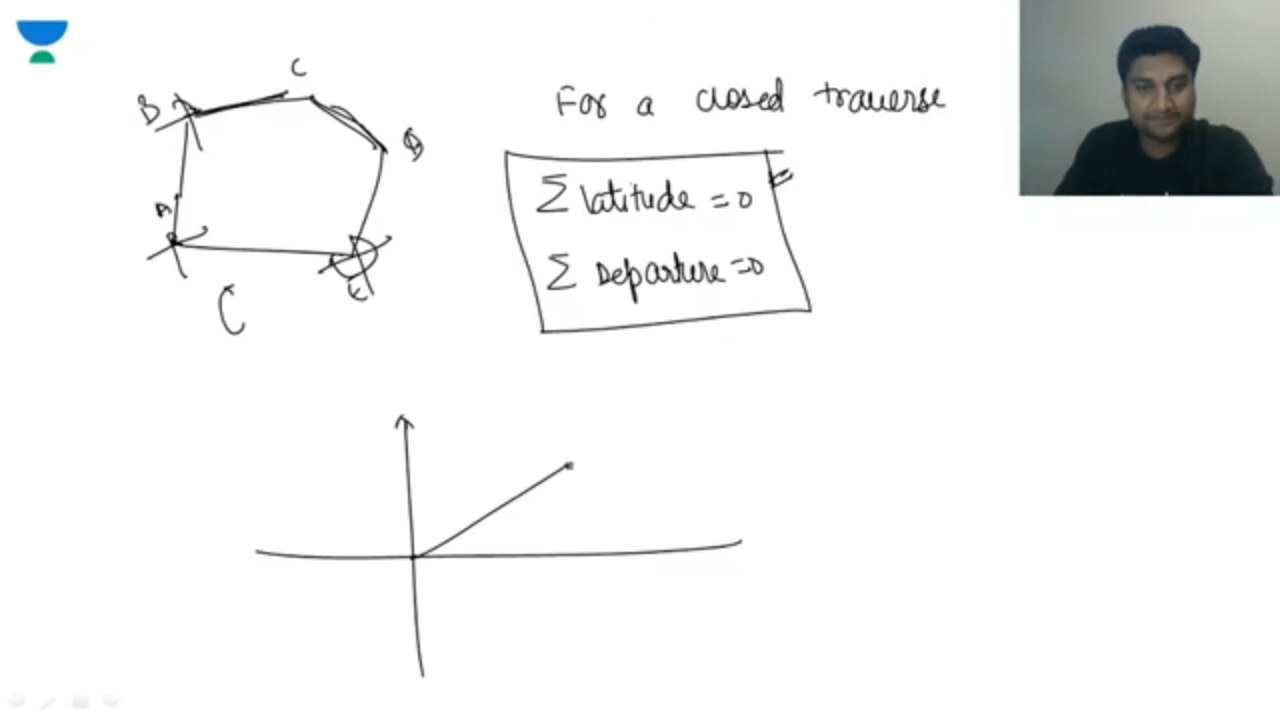 C
B
D
A
E
C
For a closed traverse
Σ latitude = 0
Σ departure = 0